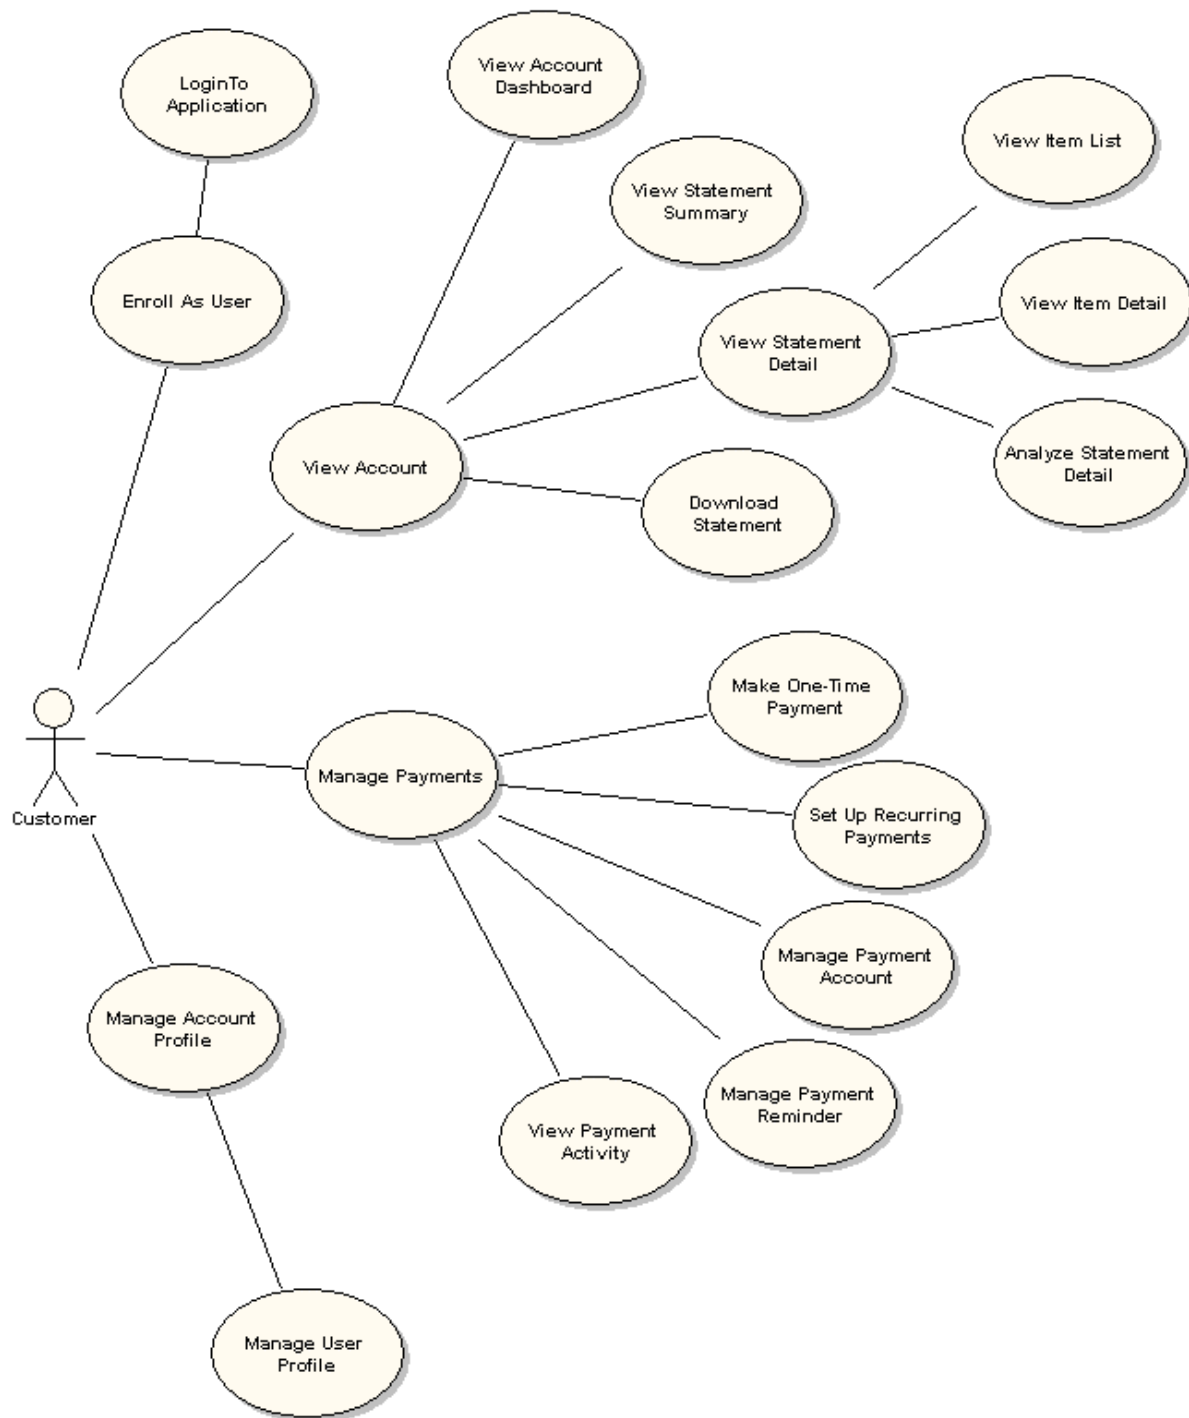 LoginTo
Application
View Account
Dashboard
View Item List
View Statement
Summary
Enroll As User
View Item Detail
View Statement
Detail
View Account
Analyze Statement
Detail
Download
Statement
Make One-Time
Payment
Customer
Manage Payments
Set Up Recurring
Payments
Manage Payment
Account
Manage Account
Profile
Manage Payment
Reminder
View Payment
Activity
Manage User
Profile